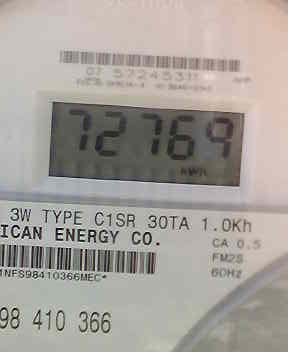 07 57245311
72769
kWh
3W TYPE C1SR 30TA 1.0Kh
ICAN ENERGY CO.
CA 0.5
FM2S
60Hz
1NFS98410366MEC*
98 410 366